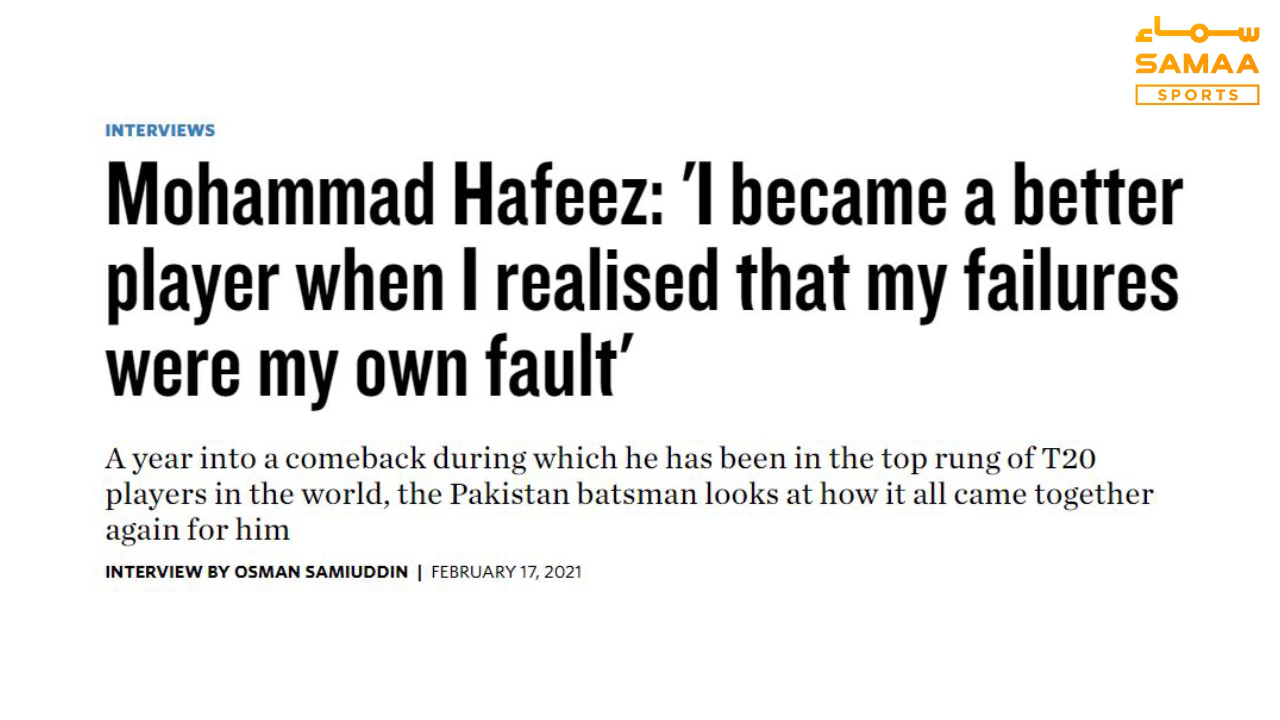 سماء
SAMAA
SPORTS
INTERVIEWS
Mohammad Hafeez: 'I became a better
player when I realised that my failures
were my own fault'
A year into a comeback during which he has been in the top rung of T20
players in the world, the Pakistan batsman looks at how it all came together
again for him
INTERVIEW BY OSMAN SAMIUDDIN | FEBRUARY 17, 2021